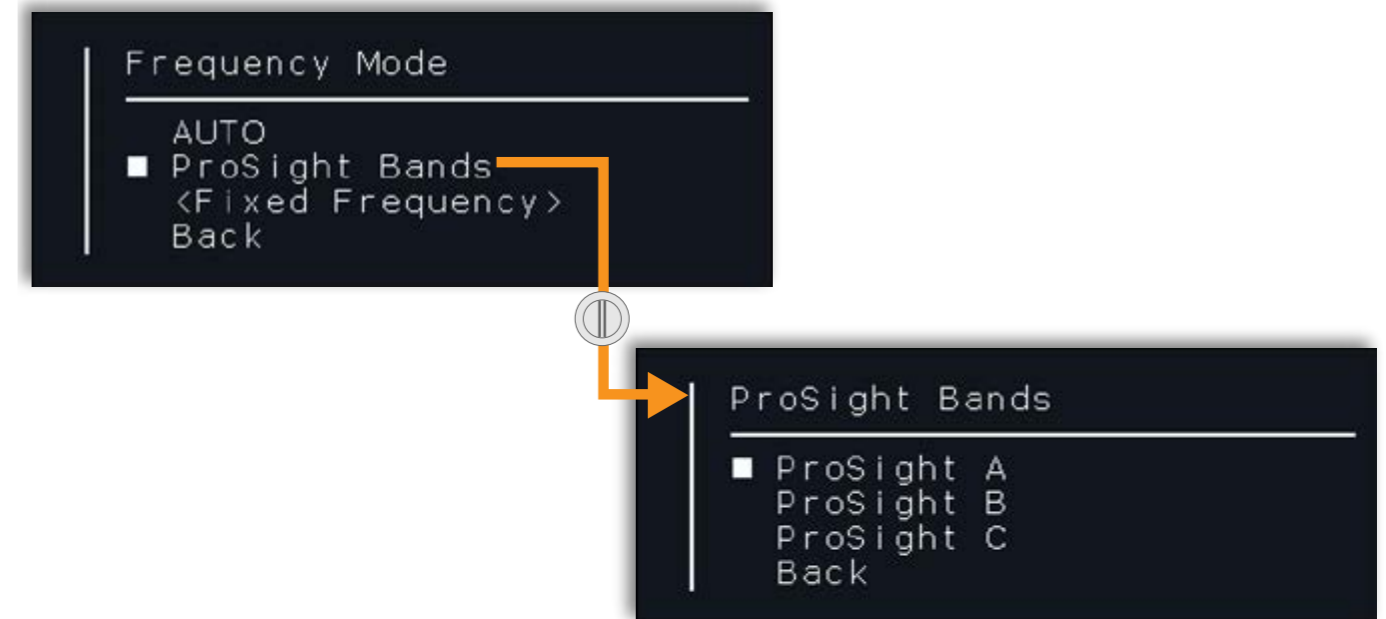 Frequency Mode
AUTO
ProSight Bands
<Fixed Frequency>
Back
ProSight Bands
ProSight A
ProSight B
ProSight C
Back